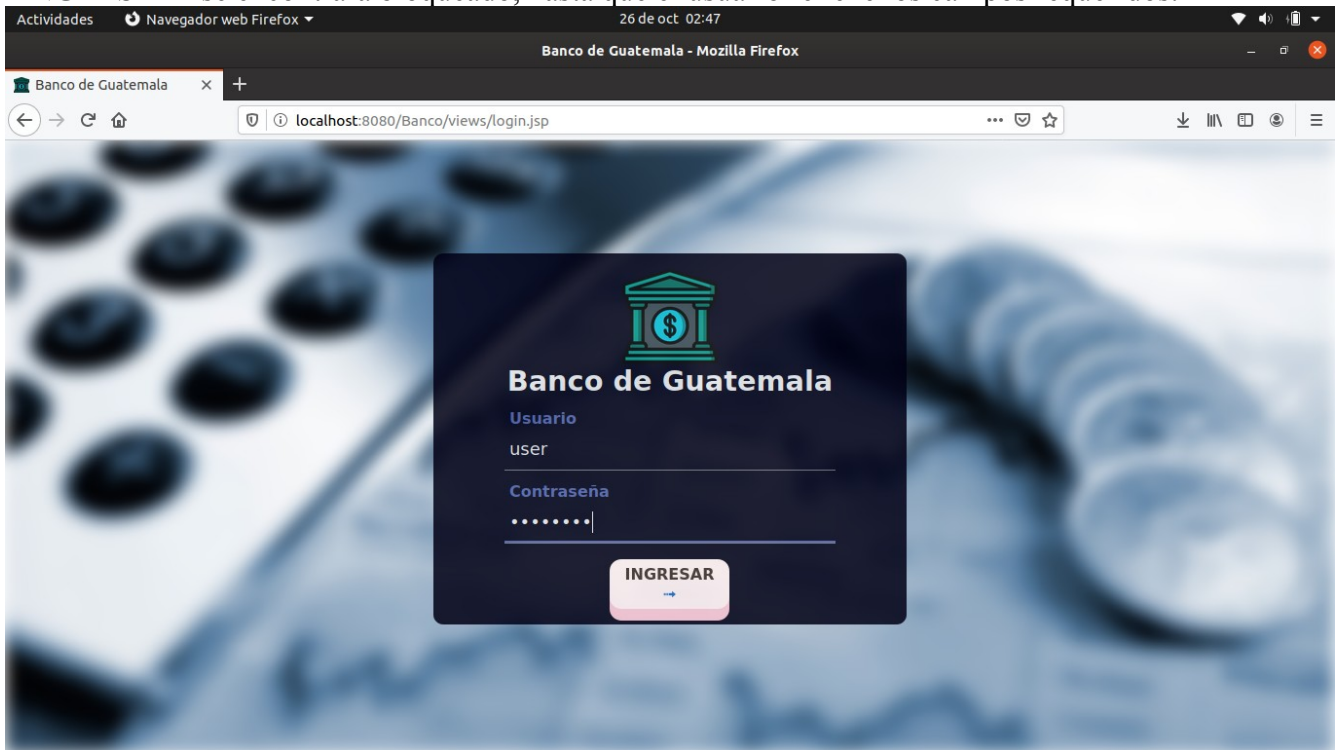 Actividades Navegador web Firefox 26 de oct 02:47
Banco de Guatemala - Mozilla Firefox
Banco de Guatemala
localhost:8080/Banco/views/login.jsp
Banco de Guatemala
Usuario
user
Contraseña
••••••••
INGRESAR